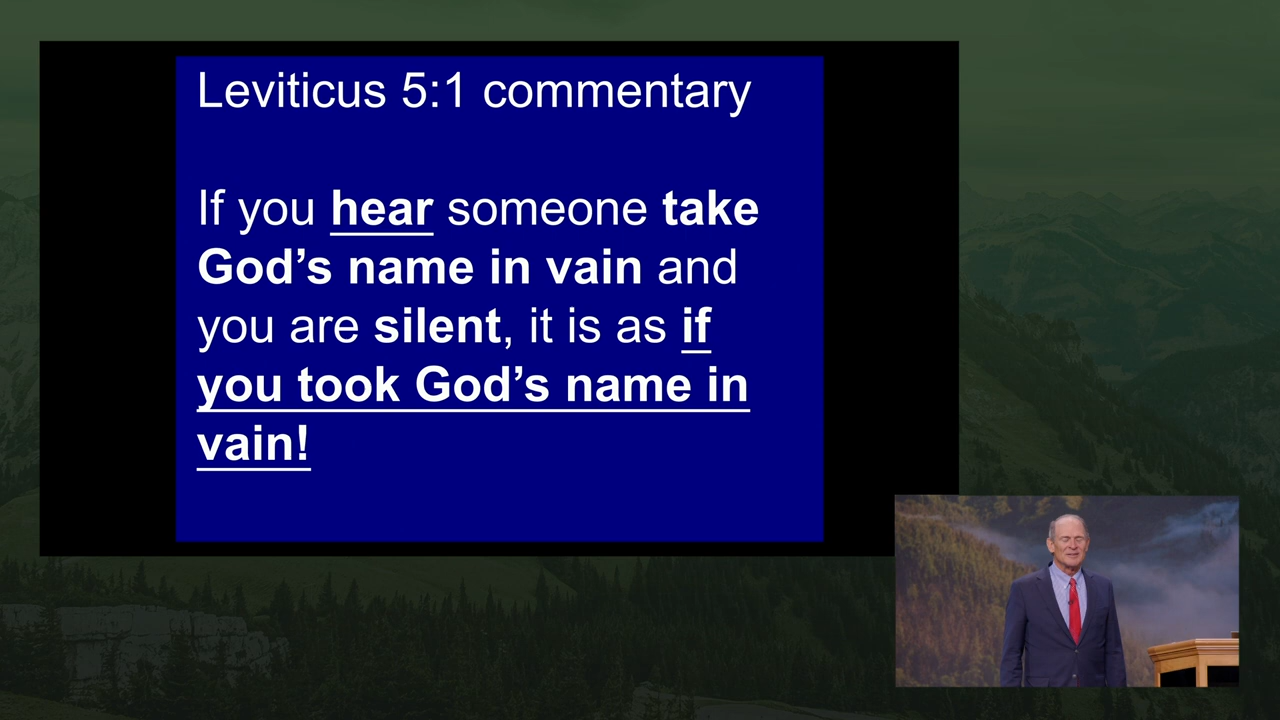 Leviticus 5:1 commentary
If you hear someone take
God’s name in vain and
you are silent, it is as if
you took God’s name in
vain!